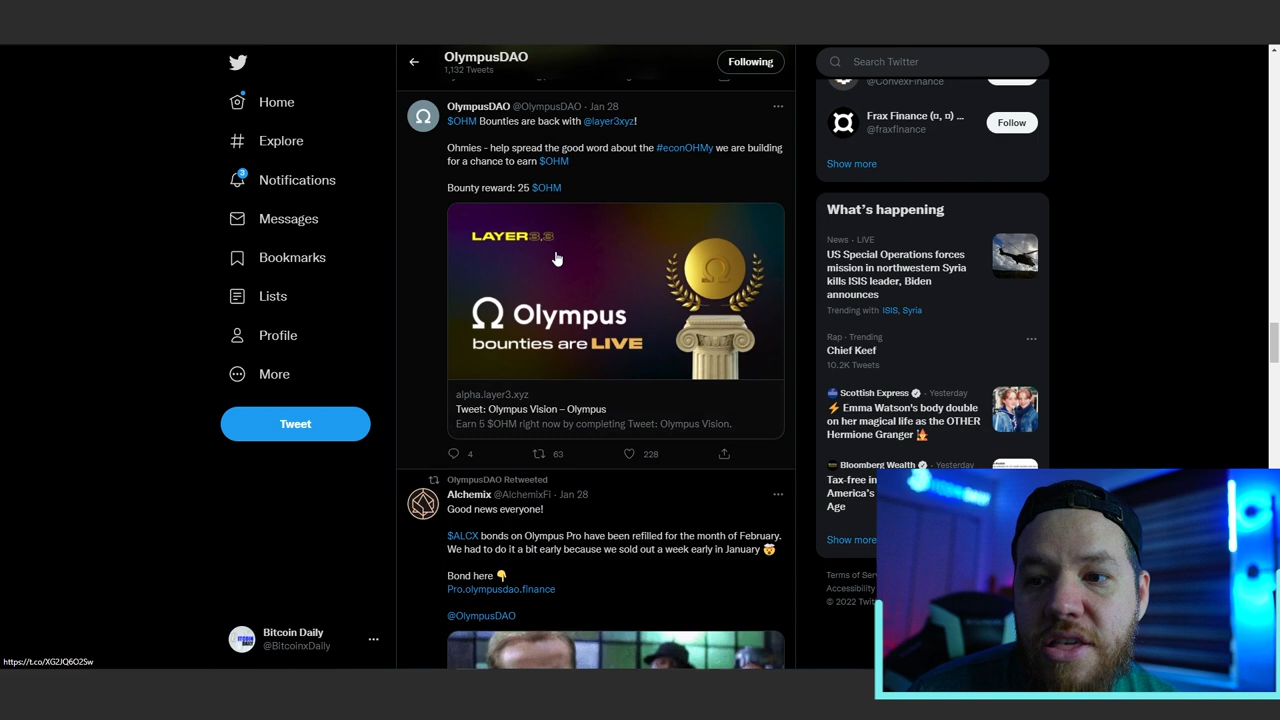 OlympusDAO
1,132 Tweets
Following
Home
Explore
3
Notifications
Messages
Bookmarks
Lists
Profile
More
Tweet
Bitcoin Daily
@BitcoinxDaily
https://t.co/XG2JQ6O2Sw
OlympusDAO @OlympusDAO · Jan 28
$OHM Bounties are back with @layer3xyz!
Ohmies - help spread the good word about the #econOHMy we are building
for a chance to earn $OHM
Bounty reward: 25 $OHM
LAYER3,3
Olympus
bounties are LIVE
alpha.layer3.xyz
Tweet: Olympus Vision – Olympus
Earn 5 $OHM right now by completing Tweet: Olympus Vision.
4
63
228
OlympusDAO Retweeted
Alchemix @AlchemixFi · Jan 28
Good news everyone!
$ALCX bonds on Olympus Pro have been refilled for the month of February.
We had to do it a bit early because we sold out a week early in January 🤯
Bond here 👇
Pro.olympusdao.finance
@OlympusDAO
Search Twitter
@ConvexFinance
Frax Finance (¤, ¤) ...
@fraxfinance
Follow
Show more
What's happening
News · LIVE
US Special Operations forces
mission in northwestern Syria
kills ISIS leader, Biden
announces
Trending with ISIS, Syria
Rap · Trending
Chief Keef
10.2K Tweets
Scottish Express · Yesterday
⚡ Emma Watson's body double
on her magical life as the OTHER
Hermione Granger
Bloomberg Wealth · Yesterday
Tax-free in
America's
Age
Show more
Terms of Ser
Accessibility
© 2022 Twit